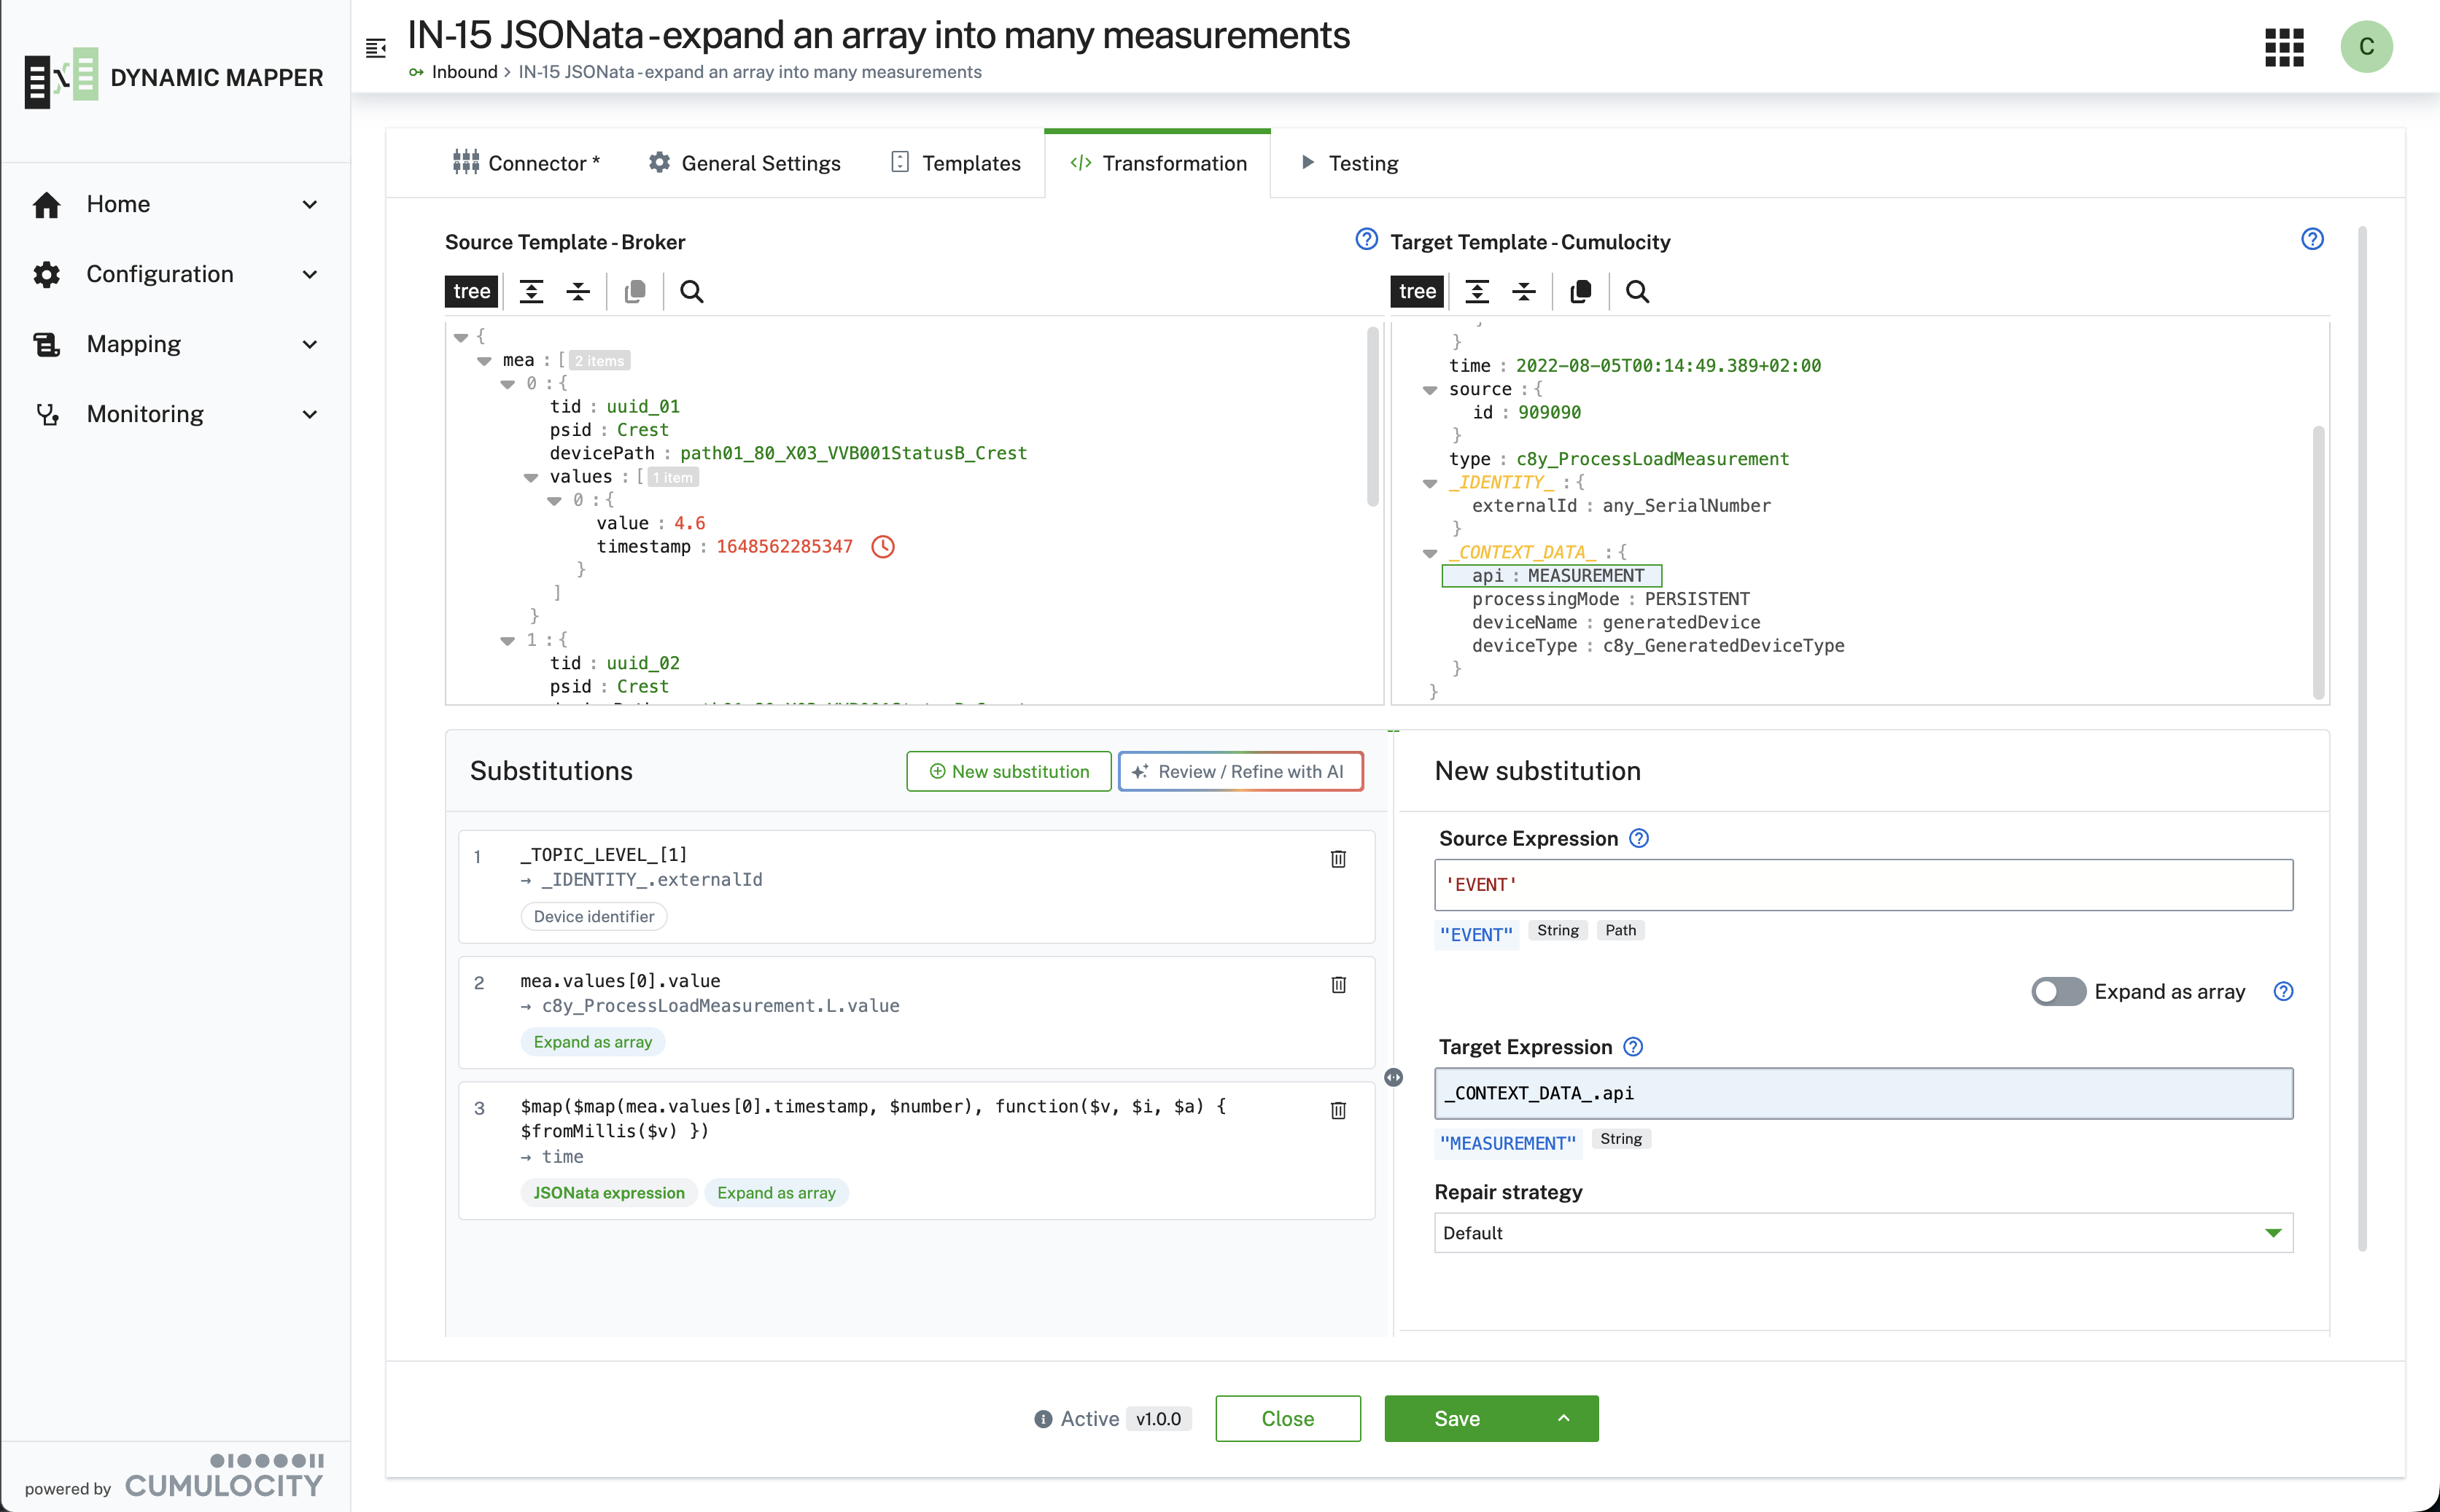 DYNAMIC MAPPER
Home
Configuration
Mapping
Monitoring
powered by CUMULOCITY
IN-15 JSONata - expand an array into many measurements
Inbound > IN-15 JSONata - expand an array into many measurements
C
Connector *
General Settings
Templates
Transformation
Testing
Source Template - Broker
tree
{
mea : [ 2 items
0 : {
tid : uuid_01
psid : Crest
devicePath : path01_80_X03_VVB001StatusB_Crest
values : [ 1 item
0 : {
value : 4.6
timestamp : 1648562285347
}
]
}
1 : {
tid : uuid_02
psid : Crest
Target Template - Cumulocity
tree
}
time : 2022-08-05T00:14:49.389+02:00
source : {
id : 909090
}
type : c8y_ProcessLoadMeasurement
_IDENTITY_ : {
externalId : any_SerialNumber
}
_CONTEXT_DATA_ : {
api : MEASUREMENT
processingMode : PERSISTENT
deviceName : generatedDevice
deviceType : c8y_GeneratedDeviceType
}
}
Substitutions
New substitution
Review / Refine with AI
1 _TOPIC_LEVEL_[1]
→ _IDENTITY_.externalId
Device identifier
2 mea.values[0].value
→ c8y_ProcessLoadMeasurement.L.value
Expand as array
3 $map($map(mea.values[0].timestamp, $number), function($v, $i, $a) {
$fromMillis($v) })
→ time
JSONata expression Expand as array
New substitution
Source Expression
'EVENT'
"EVENT" String Path
Expand as array
Target Expression
_CONTEXT_DATA_.api
"MEASUREMENT" String
Repair strategy
Default
Active v1.0.0
Close
Save